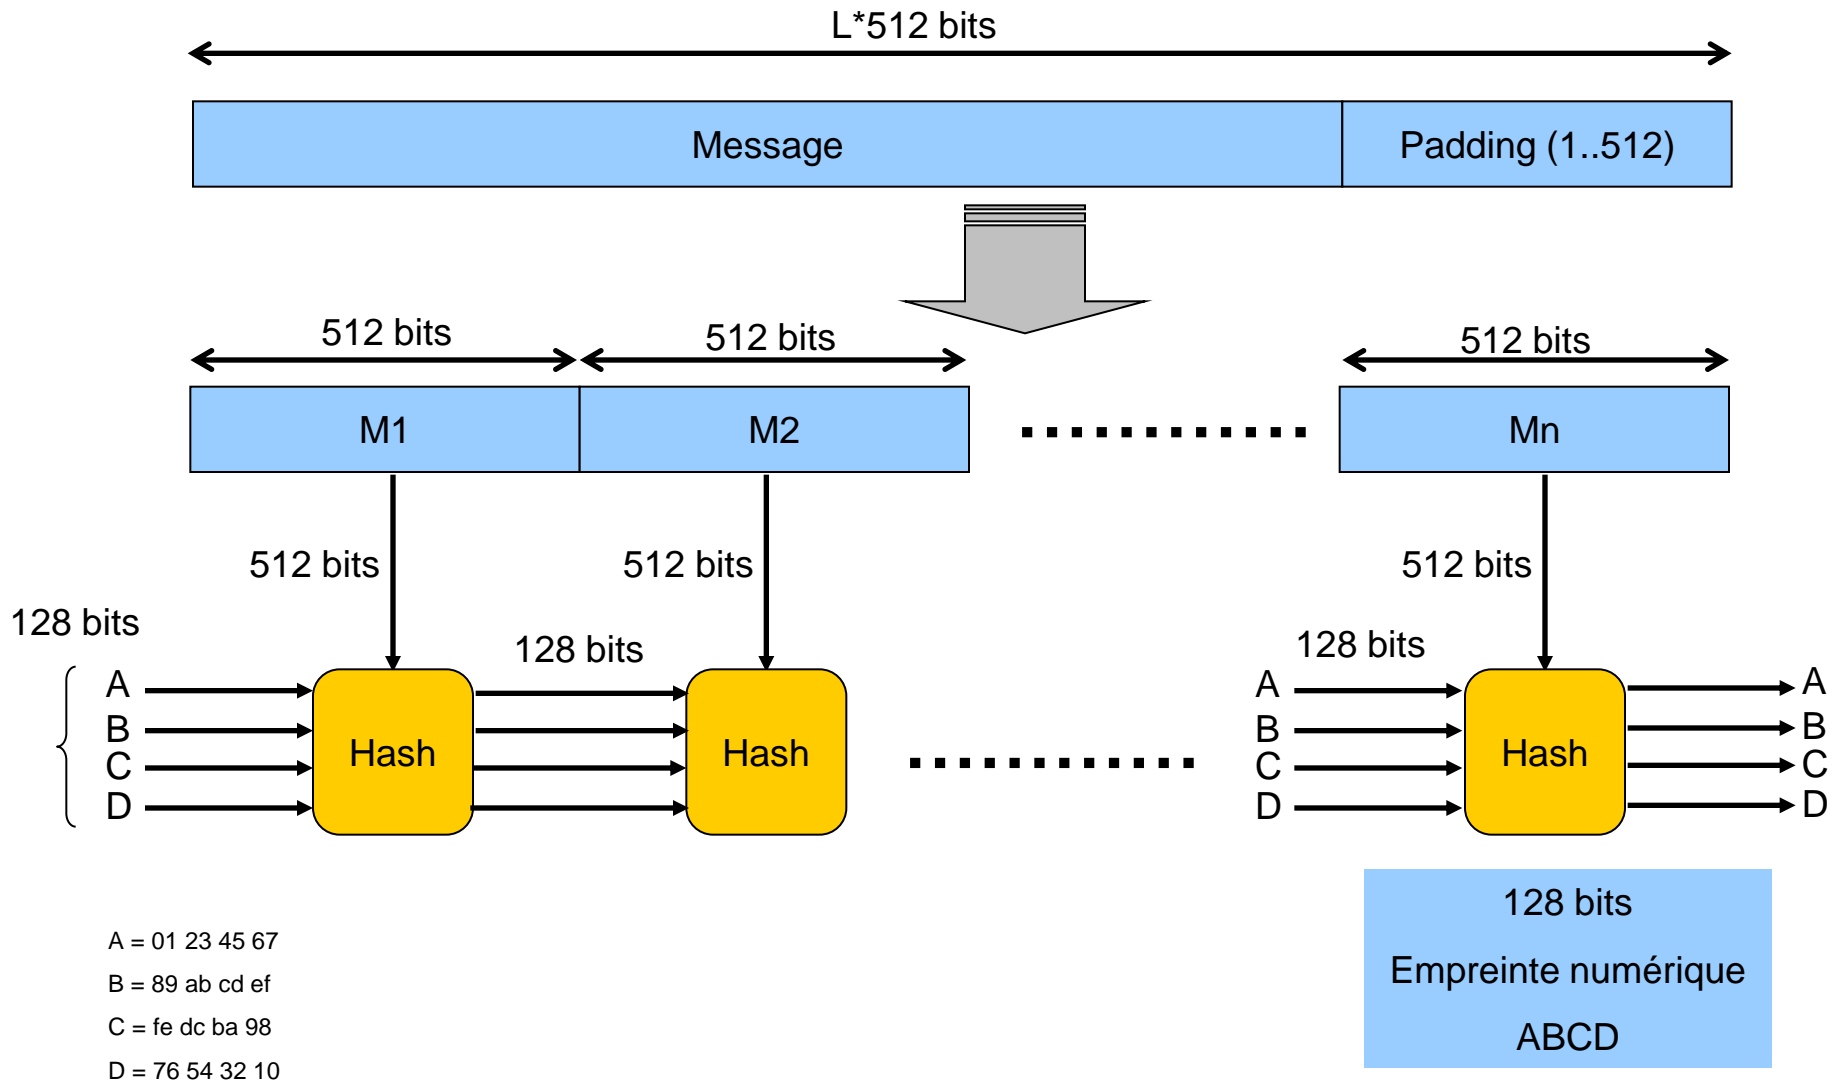 L*512 bits
Message
Padding (1..512)
512 bits
512 bits
512 bits
M1
M2
Mn
512 bits
512 bits
512 bits
128 bits
128 bits
128 bits
A
B
C
D
Hash
Hash
A
B
C
D
Hash
A
B
C
D
128 bits
Empreinte numérique
ABCD
A = 01 23 45 67
B = 89 ab cd ef
C = fe dc ba 98
D = 76 54 32 10